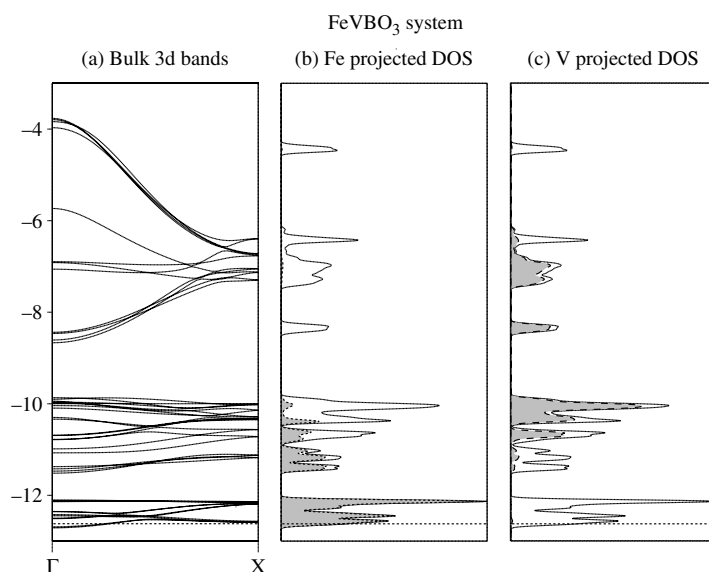 FeVBO₃ system
(a) Bulk 3d bands
(b) Fe projected DOS
(c) V projected DOS
−4
−6
−8
−10
−12
Γ
X